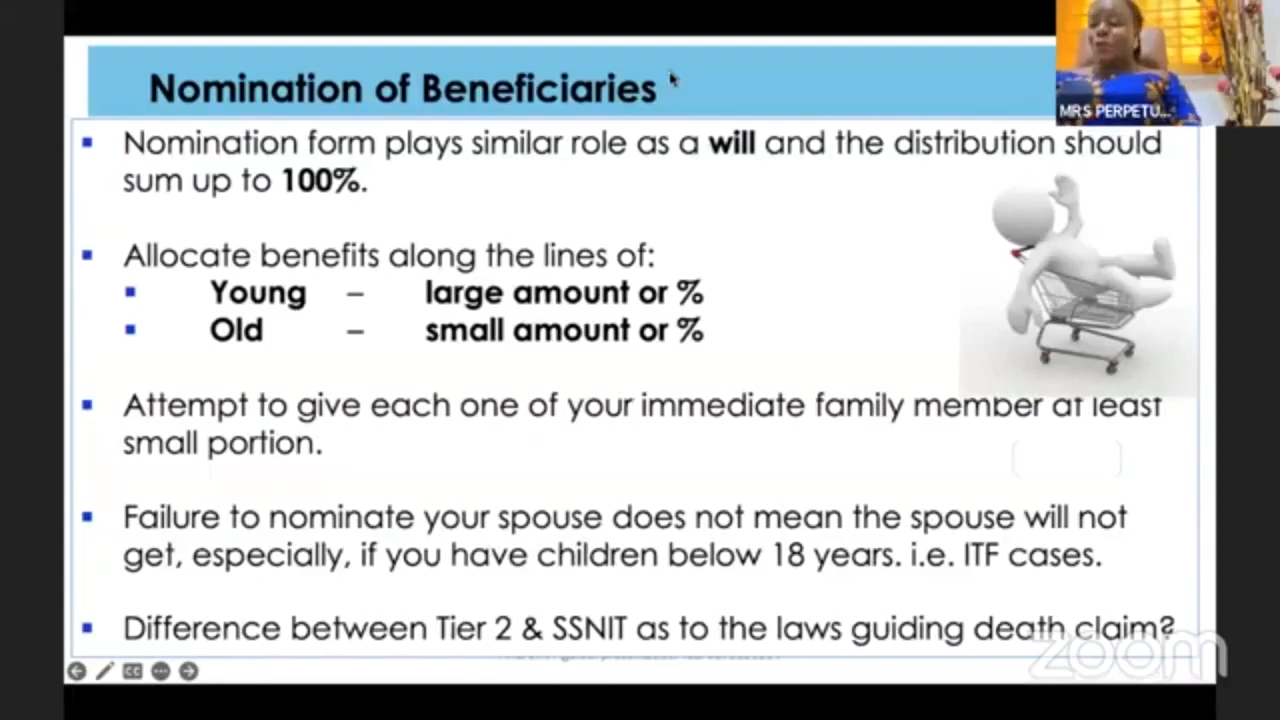 Nomination of Beneficiaries
MRS PERPETU...
▪ Nomination form plays similar role as a will and the distribution should
sum up to 100%.
▪ Allocate benefits along the lines of:
▪ Young – large amount or %
▪ Old – small amount or %
▪ Attempt to give each one of your immediate family member at least
small portion.
▪ Failure to nominate your spouse does not mean the spouse will not
get, especially, if you have children below 18 years. i.e. ITF cases.
▪ Difference between Tier 2 & SSNIT as to the laws guiding death claim?
CC
zoom